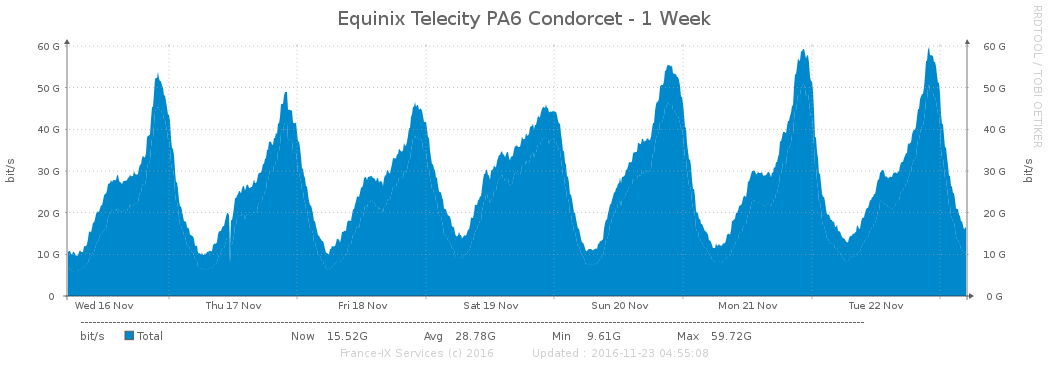 Equinix Telecity PA6 Condorcet - 1 Week
RRDTOOL / TOBI OETIKER
60 G 60 G
50 G 50 G
40 G 40 G
30 G 30 G
20 G 20 G
10 G 10 G
0 0 G
bit/s bit/s
Wed 16 Nov Thu 17 Nov Fri 18 Nov Sat 19 Nov Sun 20 Nov Mon 21 Nov Tue 22 Nov
bit/s Total Now 15.52G Avg 28.78G Min 9.61G Max 59.72G
France-IX Services (c) 2016 Updated : 2016-11-23 04:55:08